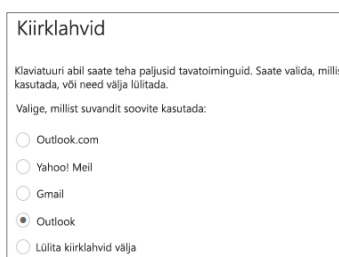 Kiirklahvid
Klaviatuuri abil saate teha paljusid tavatoiminguid. Saate valida,
kasutada, või need välja lülitada.
Valige, millist suvandit soovite kasutada:
Outlook.com
Yahoo! Meil
Gmail
Outlook
Lülita kiirklahvid välja